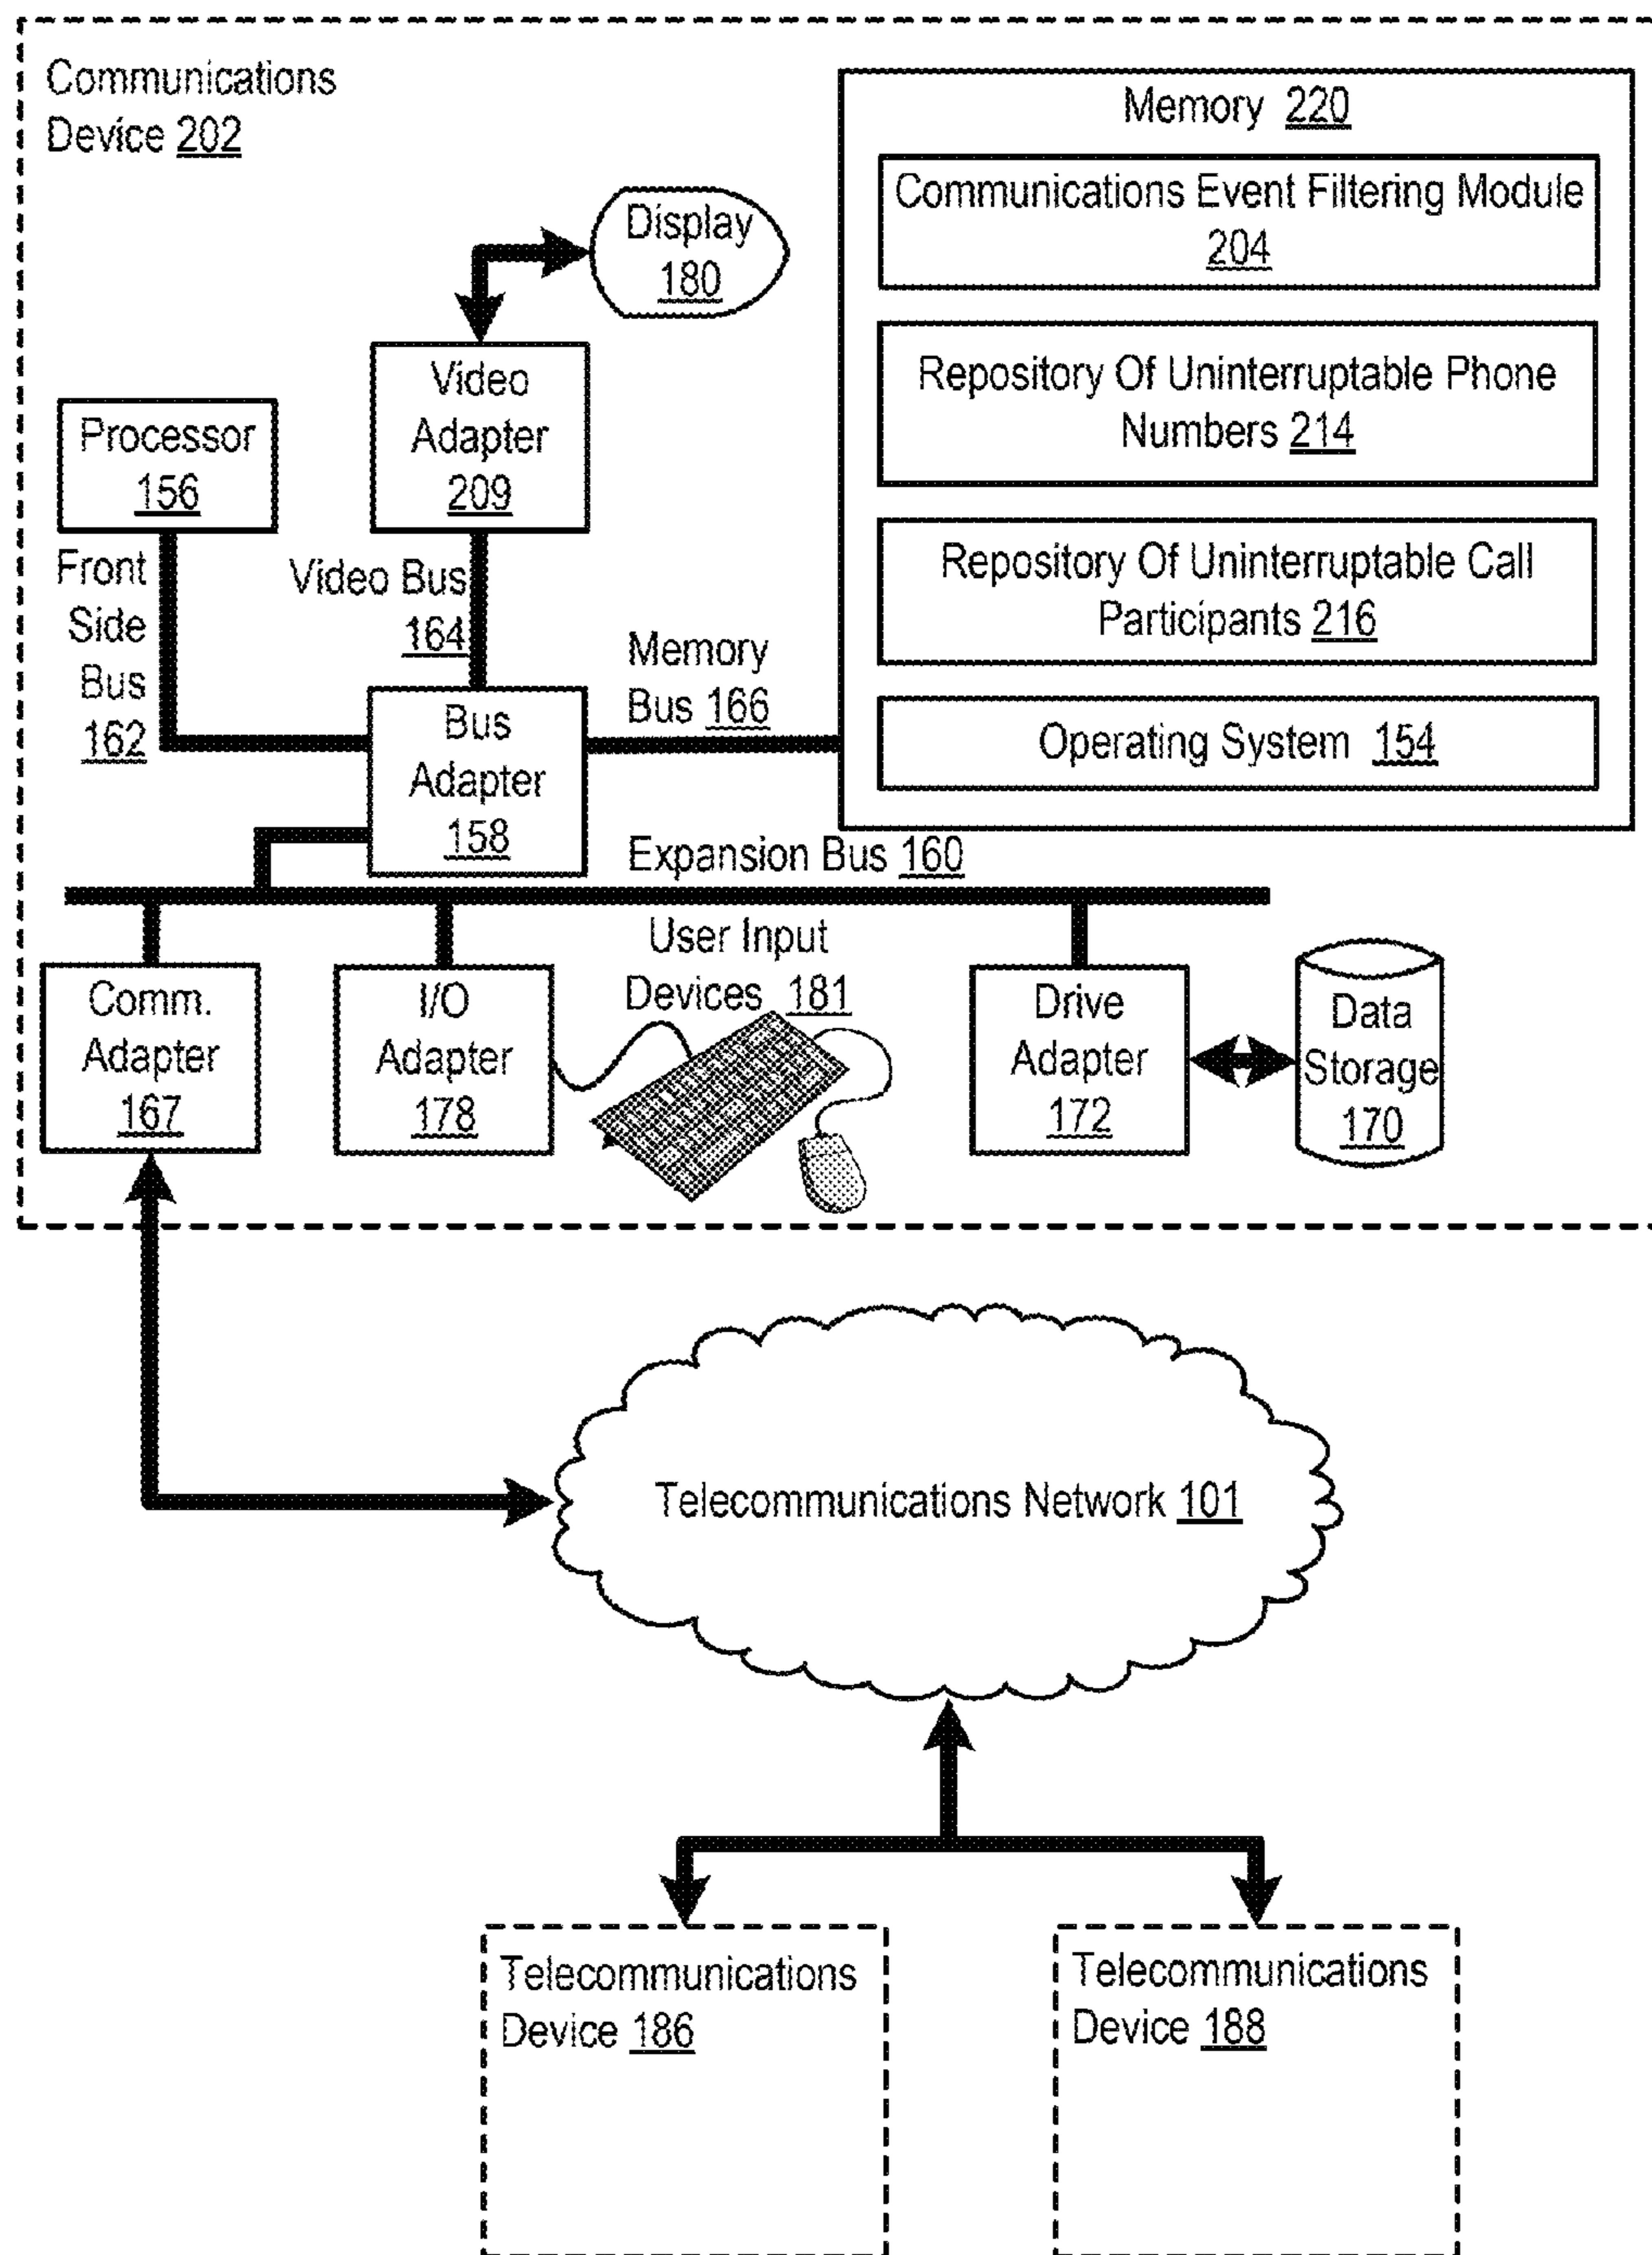 Communications
Device 202
Memory 220
Communications Event Filtering Module
204
Repository Of Uninterruptable Phone
Numbers 214
Repository Of Uninterruptable Call
Participants 216
Operating System 154
Display
180
Video
Adapter
209
Processor
156
Front
Side
Bus
162
Video Bus
164
Memory
Bus 166
Bus
Adapter
158
Expansion Bus 160
Comm.
Adapter
167
I/O
Adapter
178
User Input
Devices 181
Drive
Adapter
172
Data
Storage
170
Telecommunications Network 101
Telecommunications
Device 186
Telecommunications
Device 188